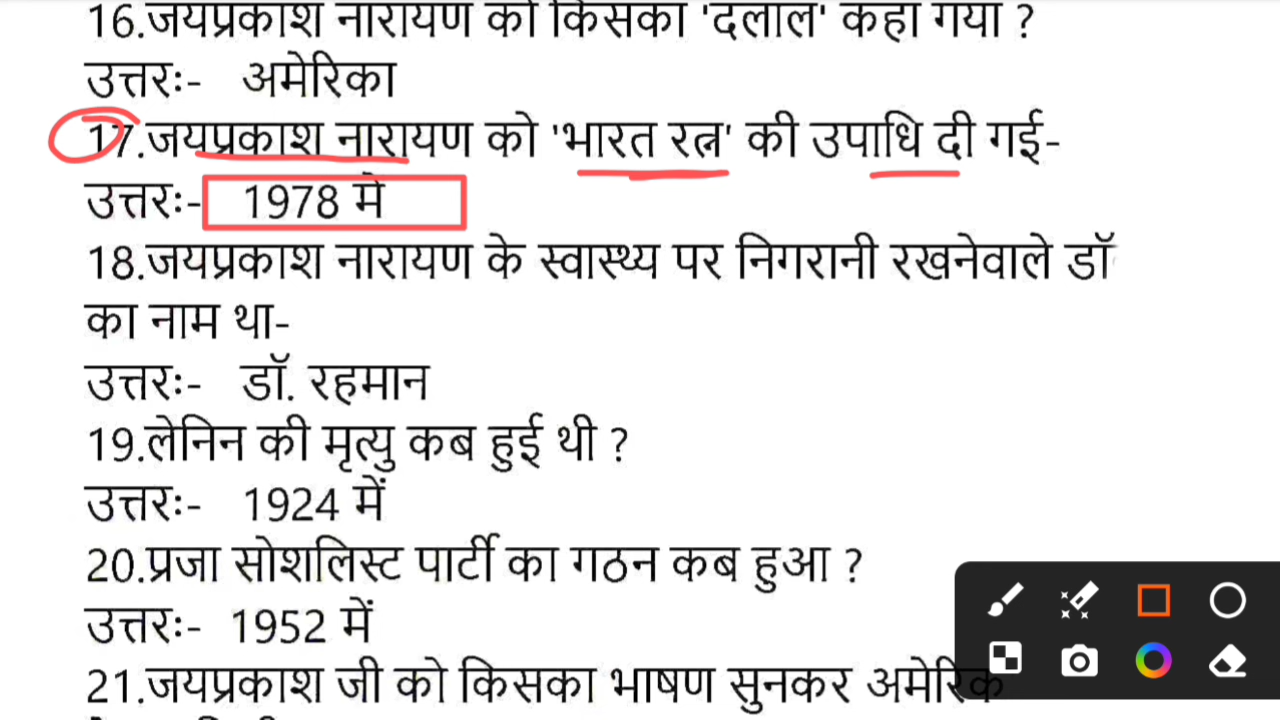 16.जयप्रकाश नारायण को किसका 'दलाल' कहा गया ?
उत्तरः- अमेरिका
17.जयप्रकाश नारायण को 'भारत रत्न' की उपाधि दी गई-
उत्तरः- 1978 में
18.जयप्रकाश नारायण के स्वास्थ्य पर निगरानी रखनेवाले डॉ
का नाम था-
उत्तरः- डॉ. रहमान
19.लेनिन की मृत्यु कब हुई थी ?
उत्तरः- 1924 में
20.प्रजा सोशलिस्ट पार्टी का गठन कब हुआ ?
उत्तरः- 1952 में
21.जयप्रकाश जी को किसका भाषण सुनकर